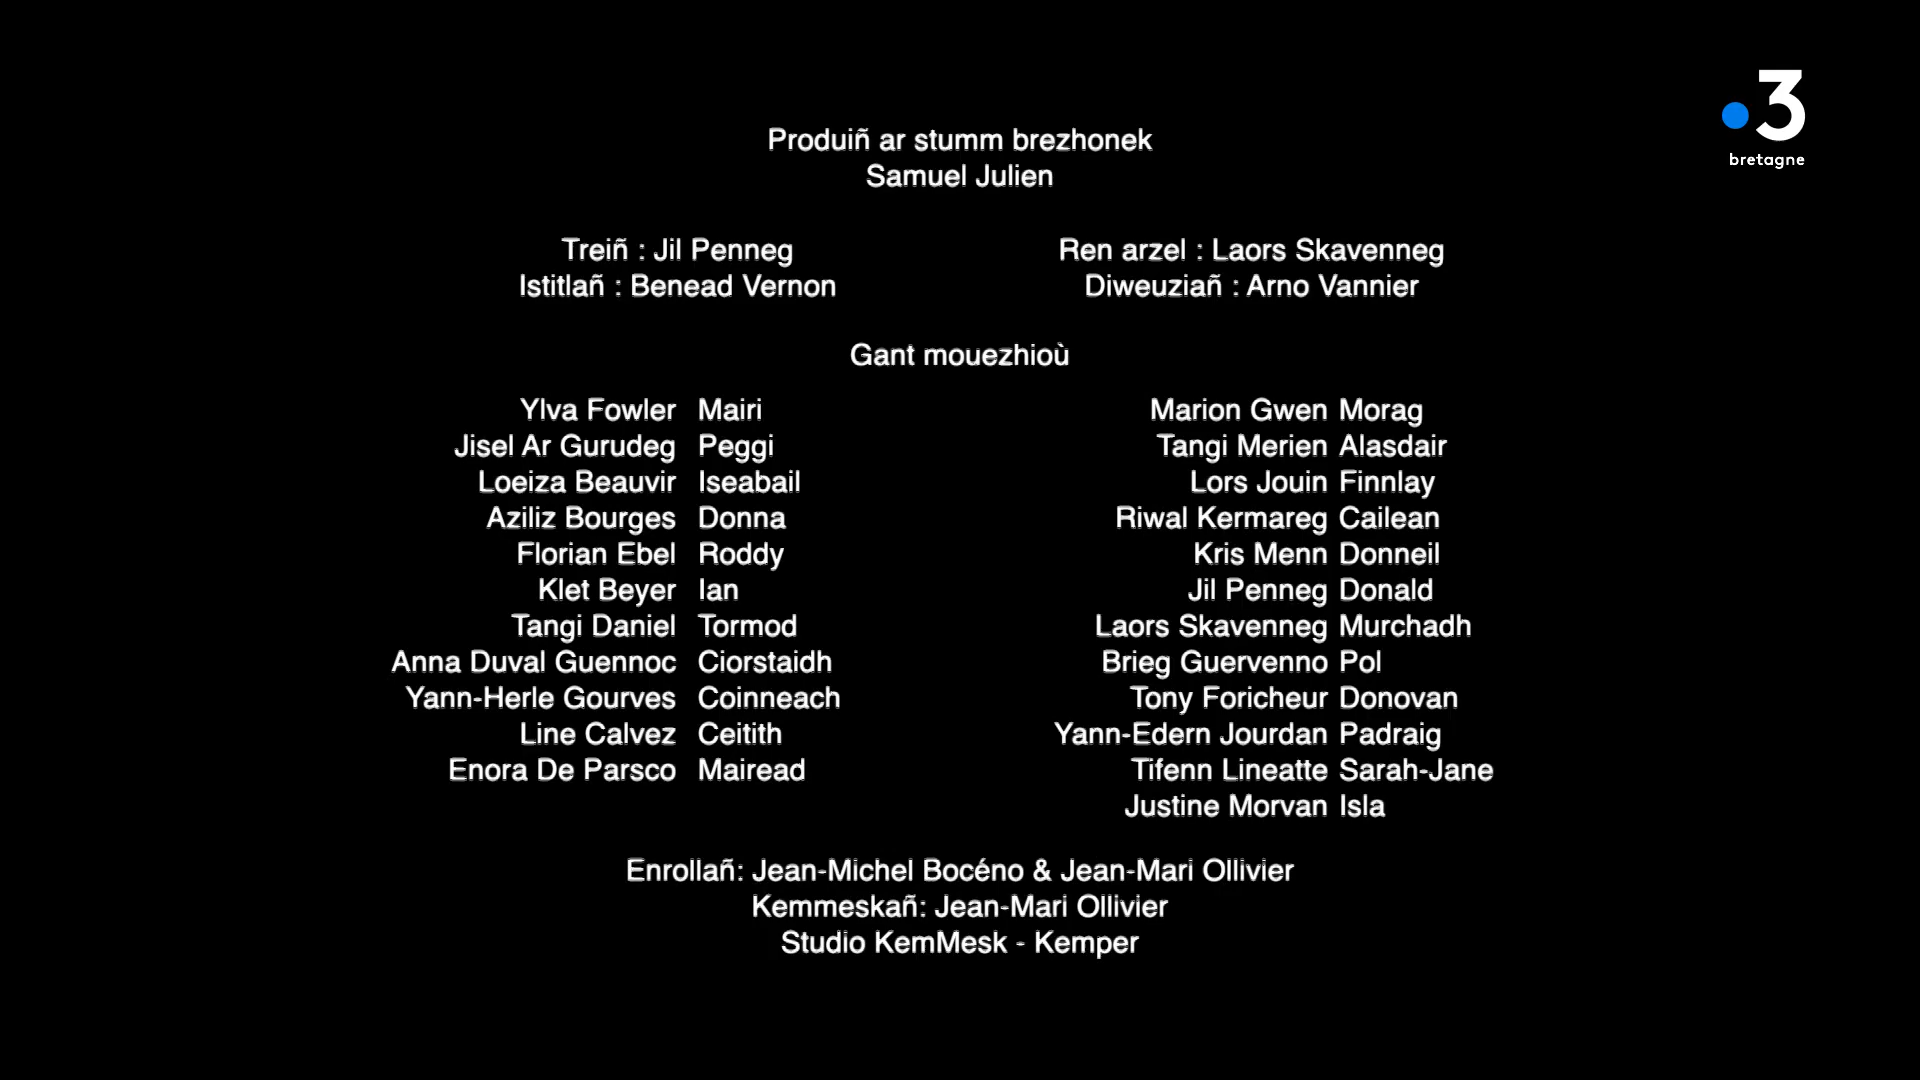 3
bretagne
Produiñ ar stumm brezhonek
Samuel Julien
Treiñ : Jil Penneg
Istitlañ : Benead Vernon
Ren arzel : Laors Skavenneg
Diweuziañ : Arno Vannier
Gant mouezhioù
Ylva Fowler Mairi
Jisel Ar Gurudeg Peggi
Loeiza Beauvir Iseabail
Aziliz Bourges Donna
Florian Ebel Roddy
Klet Beyer Ian
Tangi Daniel Tormod
Anna Duval Guennoc Ciorstaidh
Yann-Herle Gourves Coinneach
Line Calvez Ceitith
Enora De Parsco Mairead
Marion Gwen Morag
Tangi Merien Alasdair
Lors Jouin Finnlay
Riwal Kermareg Cailean
Kris Menn Donneil
Jil Penneg Donald
Laors Skavenneg Murchadh
Brieg Guervenno Pol
Tony Foricheur Donovan
Yann-Edern Jourdan Padraig
Tifenn Lineatte Sarah-Jane
Justine Morvan Isla
Enrollañ: Jean-Michel Bocéno & Jean-Mari Ollivier
Kemmeskañ: Jean-Mari Ollivier
Studio KemMesk - Kemper